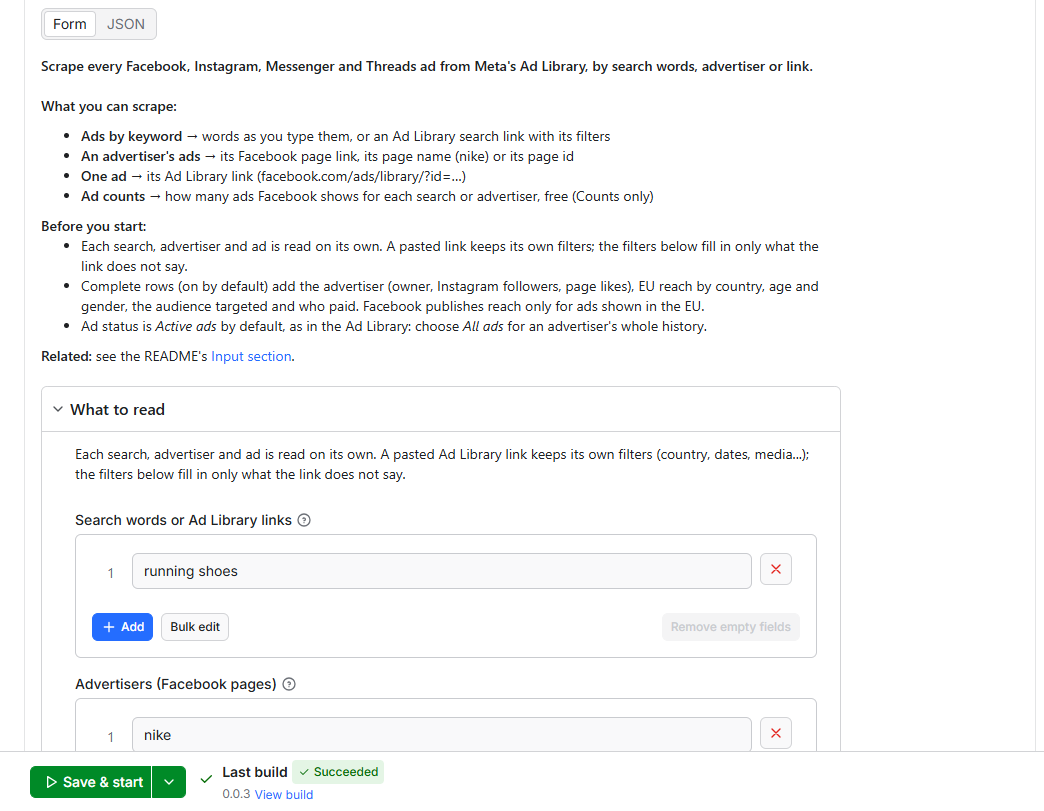 Form JSON
Scrape every Facebook, Instagram, Messenger and Threads ad from Meta's Ad Library, by search words, advertiser or link.
What you can scrape:
• Ads by keyword → words as you type them, or an Ad Library search link with its filters
• An advertiser's ads → its Facebook page link, its page name (nike) or its page id
• One ad → its Ad Library link (facebook.com/ads/library/?id=...)
• Ad counts → how many ads Facebook shows for each search or advertiser, free (Counts only)
Before you start:
• Each search, advertiser and ad is read on its own. A pasted link keeps its own filters; the filters below fill in only what the
link does not say.
• Complete rows (on by default) add the advertiser (owner, Instagram followers, page likes), EU reach by country, age and
gender, the audience targeted and who paid. Facebook publishes reach only for ads shown in the EU.
• Ad status is Active ads by default, as in the Ad Library: choose All ads for an advertiser's whole history.
Related: see the README's Input section.
What to read
Each search, advertiser and ad is read on its own. A pasted Ad Library link keeps its own filters (country, dates, media...);
the filters below fill in only what the link does not say.
Search words or Ad Library links
1 running shoes
+ Add Bulk edit Remove empty fields
Advertisers (Facebook pages)
1 nike
Save & start Last build Succeeded
0.0.3 View build